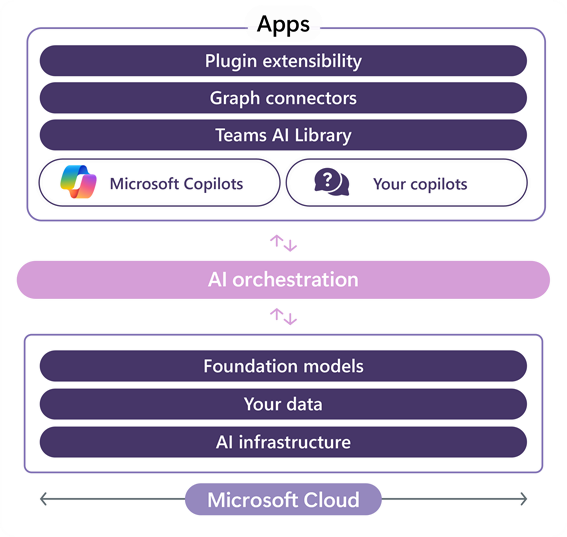 Apps
Plugin extensibility
Graph connectors
Teams AI Library
Microsoft Copilots
?
Your copilots
AI orchestration
Foundation models
Your data
AI infrastructure
Microsoft Cloud